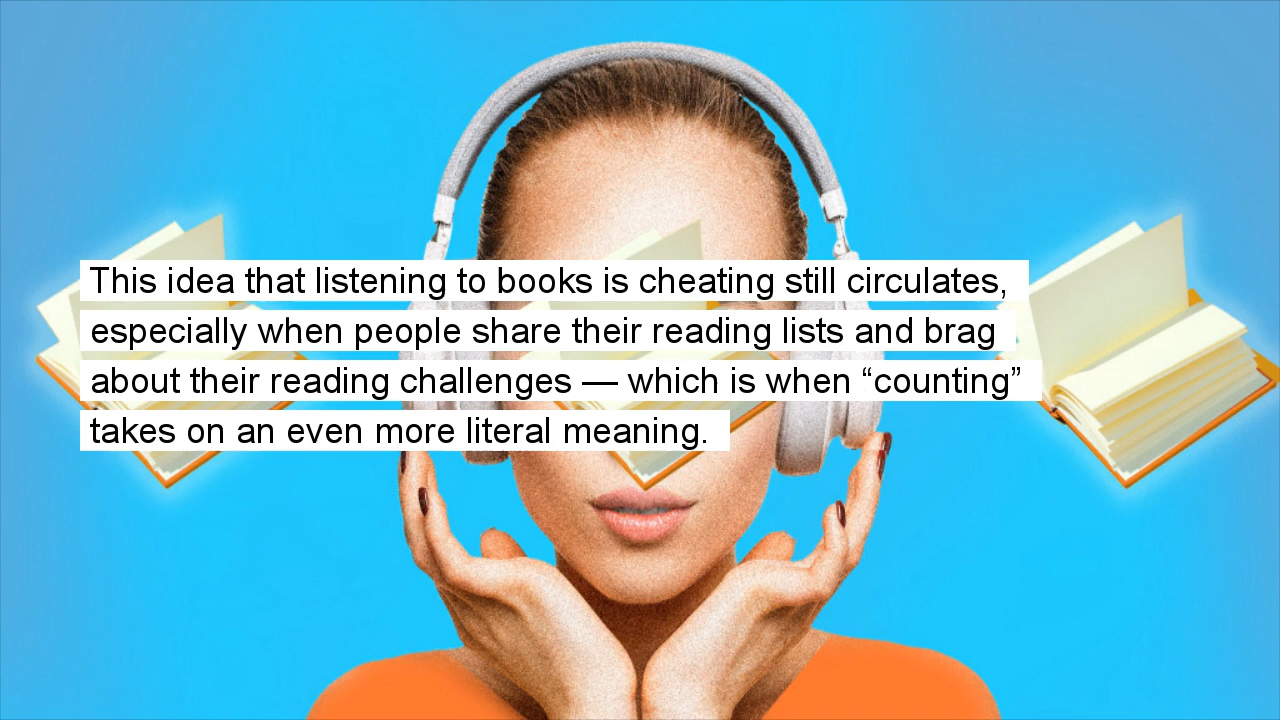 This idea that listening to books is cheating still circulates,
especially when people share their reading lists and brag
about their reading challenges — which is when “counting”
takes on an even more literal meaning.